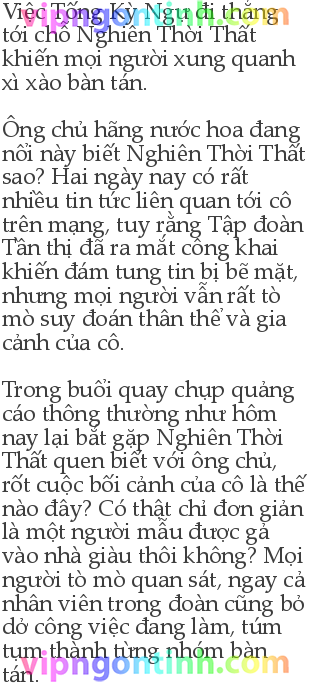 vipngontinh.com
Việc Tống Kỳ Ngụ đi thẳng
tới chỗ Nghiên Thời Thất
khiến mọi người xung quanh
xì xào bàn tán.
Ông chủ hãng nước hoa đang
nổi này biết Nghiên Thời Thất
sao? Hai ngày nay có rất
nhiều tin tức liên quan tới cô
trên mạng, tuy rằng Tập đoàn
Tần thị đã ra mắt công khai
khiến đám tung tin bị bẽ mặt,
nhưng mọi người vẫn rất tò
mò suy đoán thân thể và gia
cảnh của cô.
Trong buổi quay chụp quảng
cáo thông thường như hôm
nay lại bắt gặp Nghiên Thời
Thất quen biết với ông chủ,
rốt cuộc bối cảnh của cô là thế
nào đây? Có thật chỉ đơn giản
là một người mẫu được gả
vào nhà giàu thôi không? Mọi
người tò mò quan sát, ngay cả
nhân viên trong đoàn cũng bỏ
dở công việc đang làm, túm
tụm thành từng nhóm bàn
tán.
vipngontinh.com